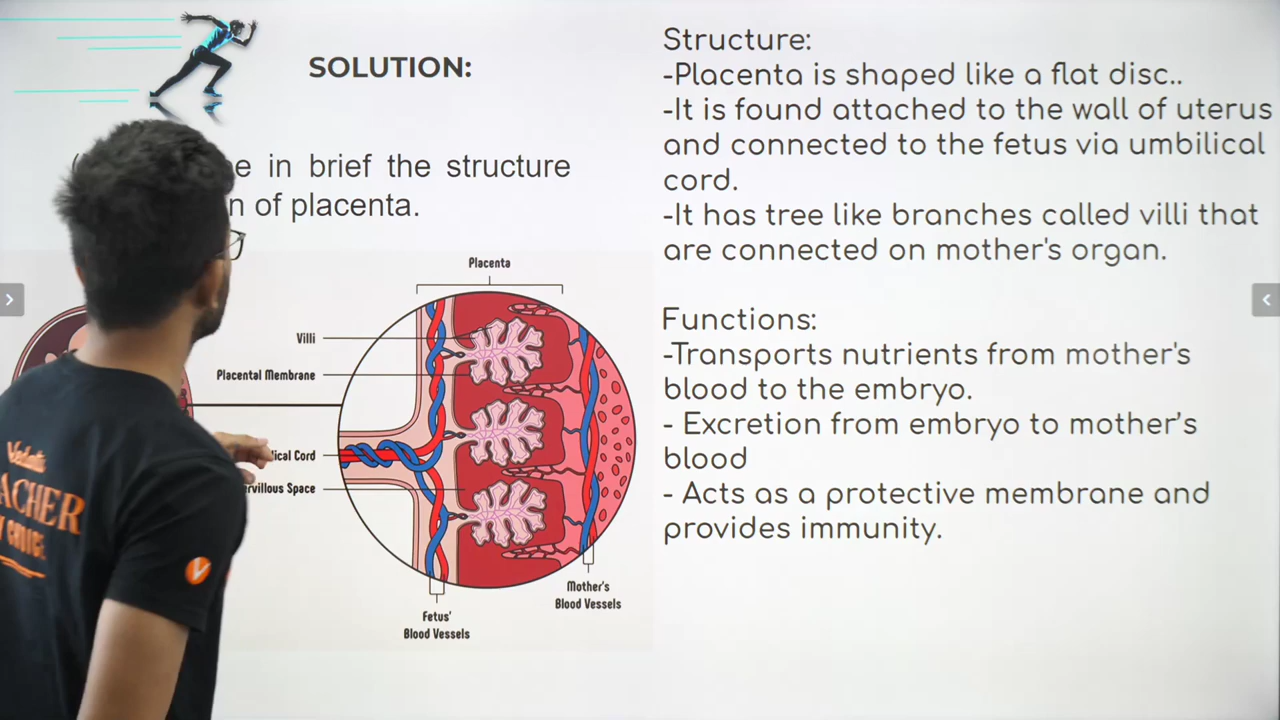 SOLUTION:
in brief the structure
of placenta.
Placenta
Villi
Placental Membrane
Cord
Space
Fetus'
Blood Vessels
Mother's
Blood Vessels
Structure:
-Placenta is shaped like a flat disc..
-It is found attached to the wall of uterus
and connected to the fetus via umbilical
cord.
-It has tree like branches called villi that
are connected on mother's organ.
Functions:
-Transports nutrients from mother's
blood to the embryo.
- Excretion from embryo to mother's
blood
- Acts as a protective membrane and
provides immunity.